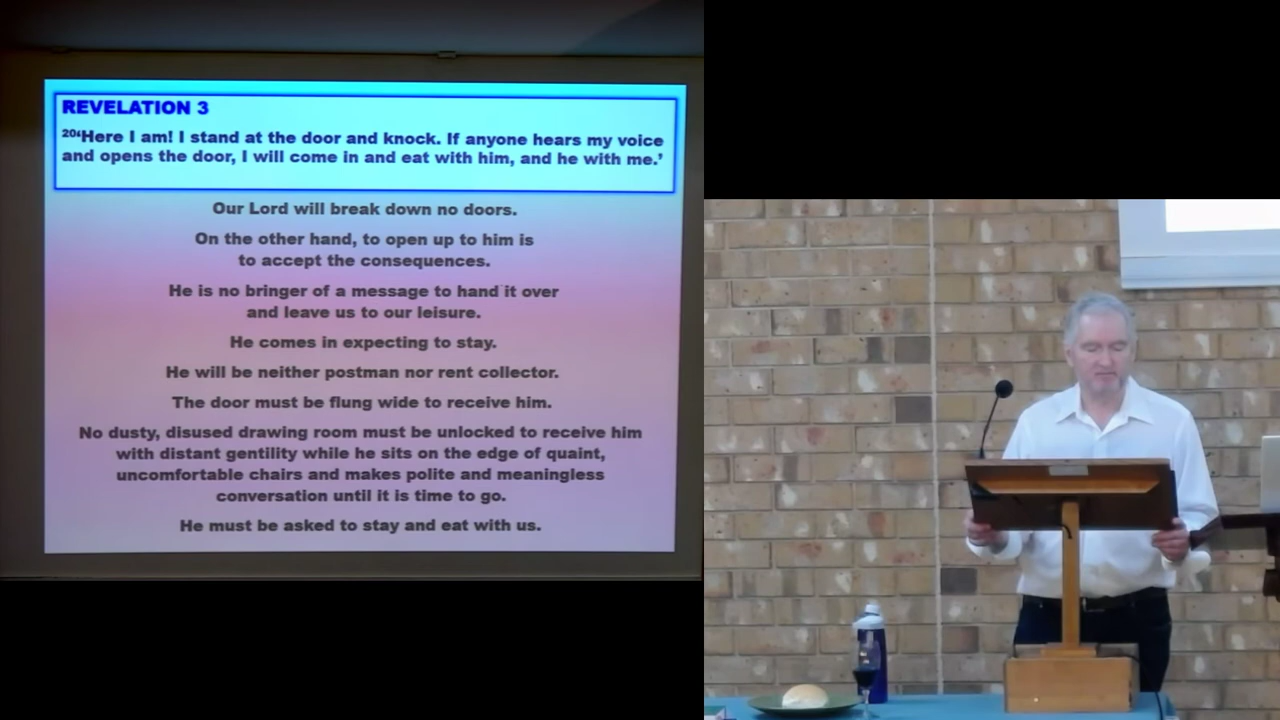 REVELATION 3
20‘Here I am! I stand at the door and knock. If anyone hears my voice
and opens the door, I will come in and eat with him, and he with me.’
Our Lord will break down no doors.
On the other hand, to open up to him is
to accept the consequences.
He is no bringer of a message to hand it over
and leave us to our leisure.
He comes in expecting to stay.
He will be neither postman nor rent collector.
The door must be flung wide to receive him.
No dusty, disused drawing room must be unlocked to receive him
with distant gentility while he sits on the edge of quaint,
uncomfortable chairs and makes polite and meaningless
conversation until it is time to go.
He must be asked to stay and eat with us.